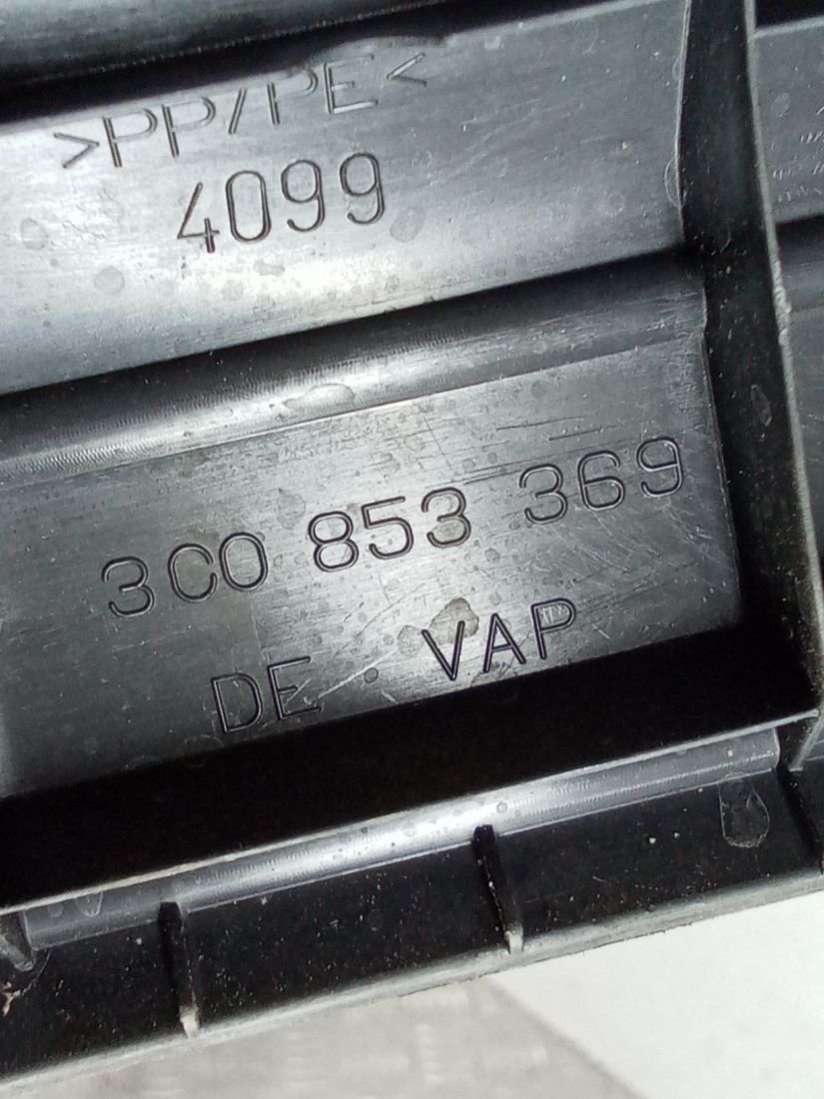 >PP/PE<
4099
3C0 853 369
DE VAP